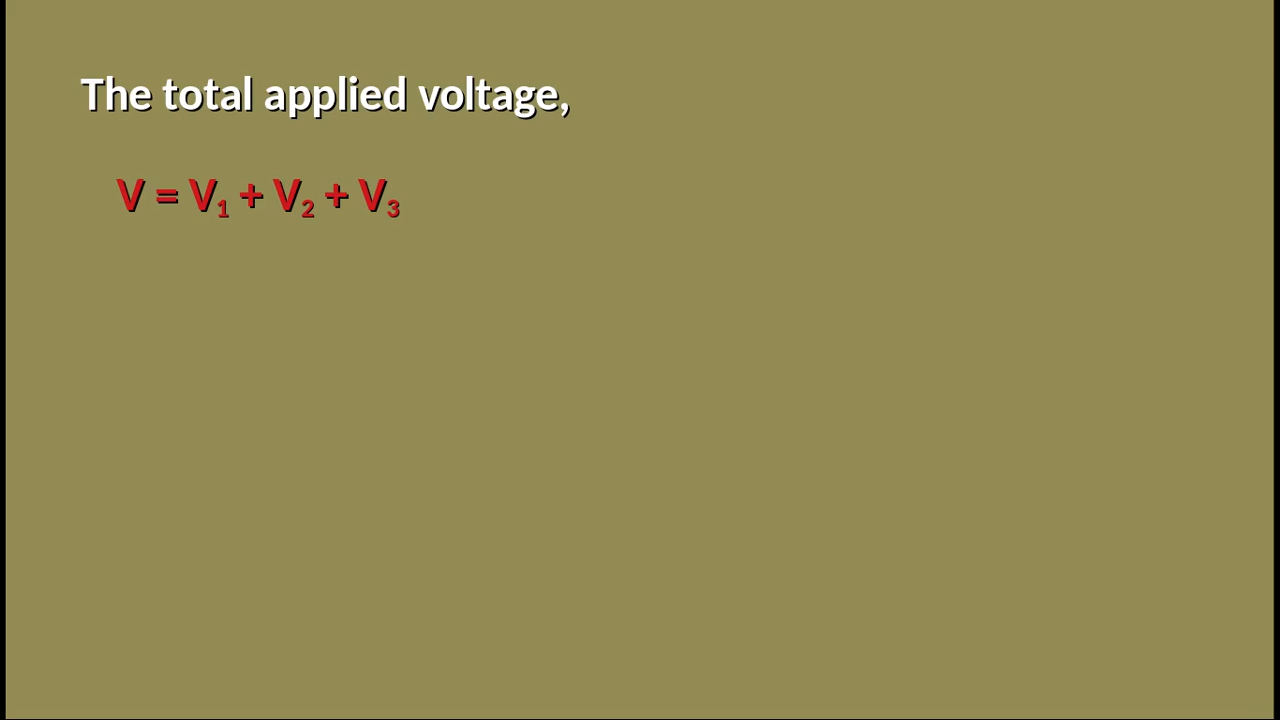 The total applied voltage,
V = V₁ + V₂ + V₃